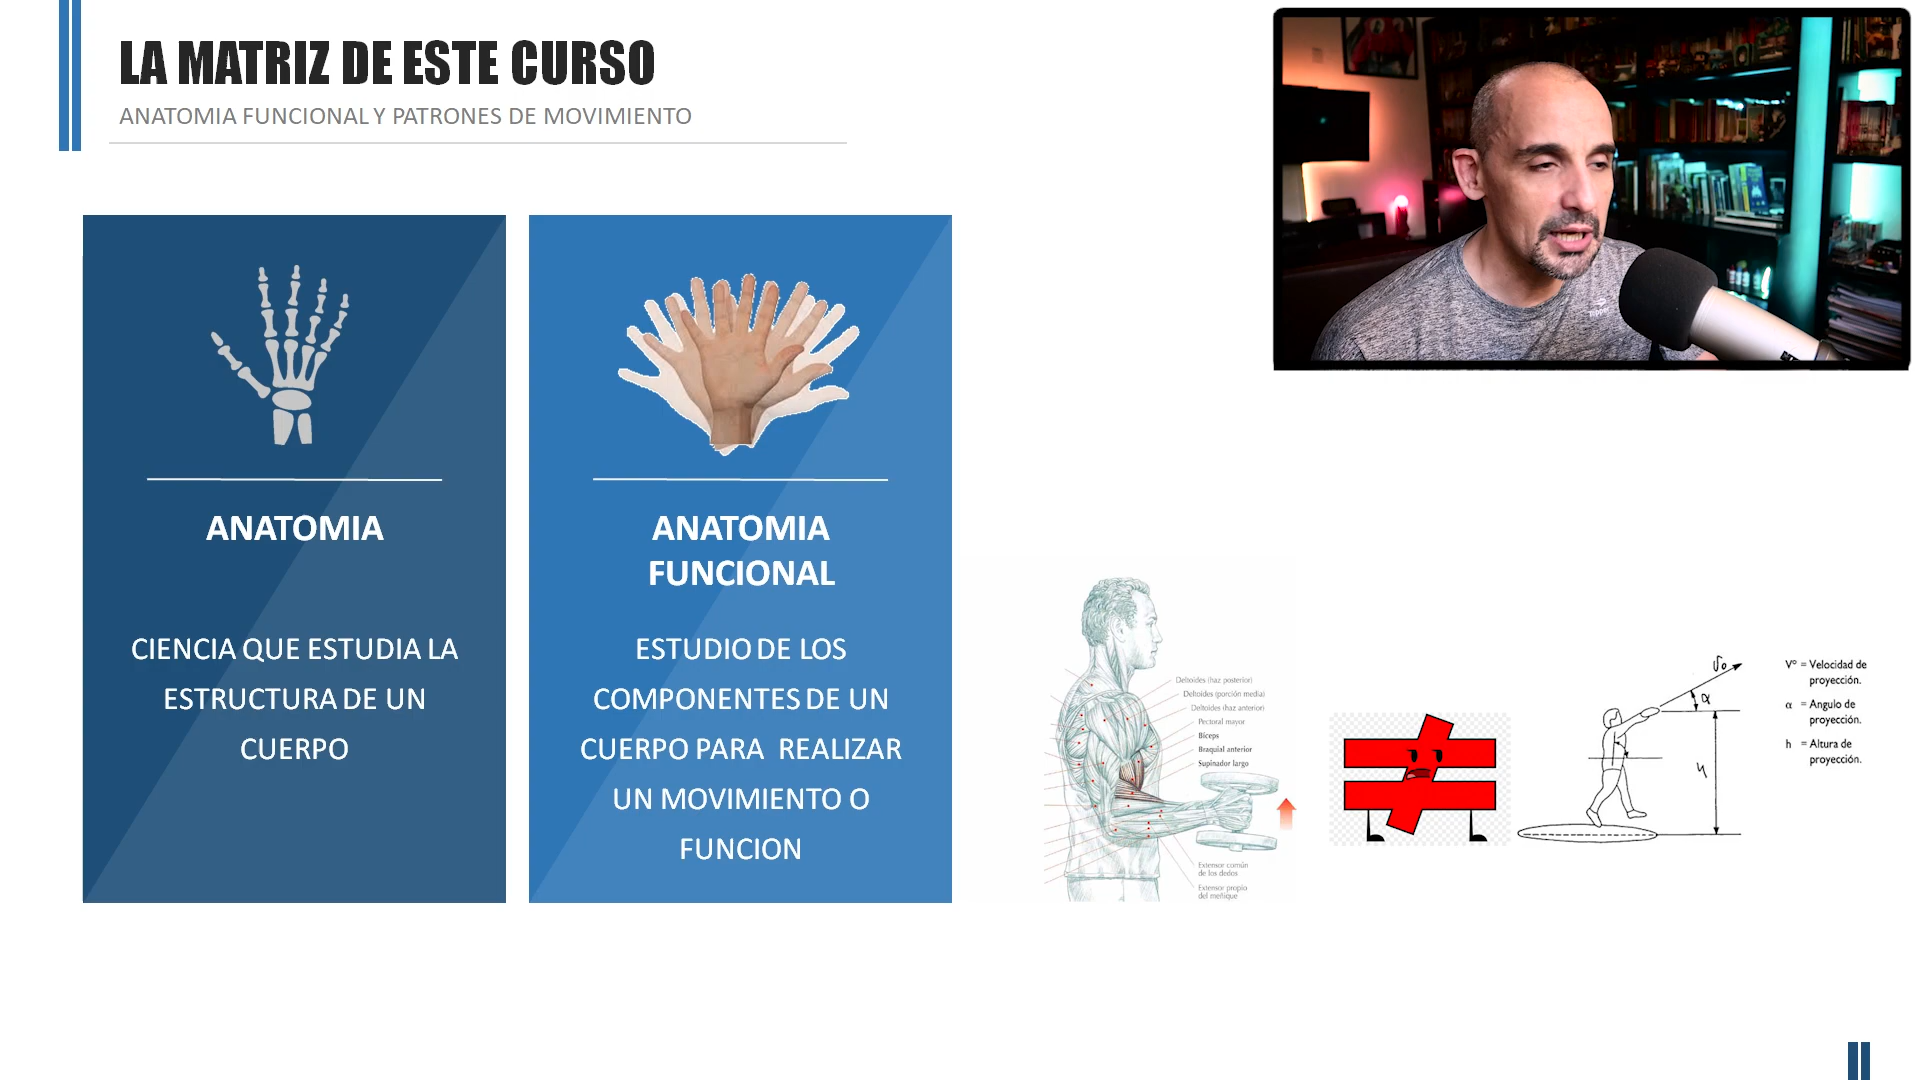 LA MATRIZ DE ESTE CURSO
ANATOMIA FUNCIONAL Y PATRONES DE MOVIMIENTO
ANATOMIA
CIENCIA QUE ESTUDIA LA
ESTRUCTURA DE UN
CUERPO
ANATOMIA
FUNCIONAL
ESTUDIO DE LOS
COMPONENTES DE UN
CUERPO PARA REALIZAR
UN MOVIMIENTO O
FUNCION
Deltoides (haz posterior)
Deltoides (porción media)
Deltoides (haz anterior)
Pectoral mayor
Bíceps
Braquial anterior
Supinador largo
Extensor común
de los dedos
Extensor propio
del meñique
α
h
V° = Velocidad de
proyección.
α = Angulo de
proyección.
h = Altura de
proyección.